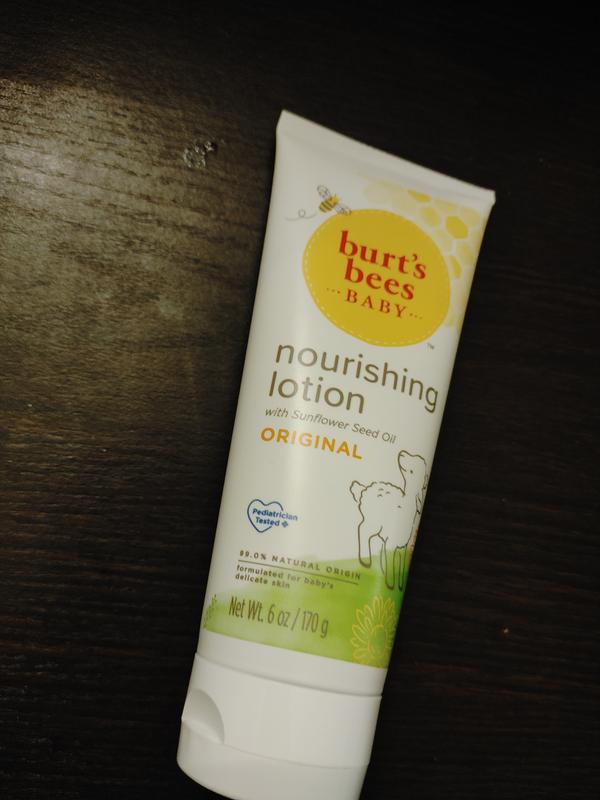 burt's
bees
BABY
™
nourishing
lotion
with Sunflower Seed Oil
ORIGINAL
Pediatrician
Tested
99.0% NATURAL ORIGIN
formulated for baby's
delicate skin
Net Wt. 6 oz / 170 g